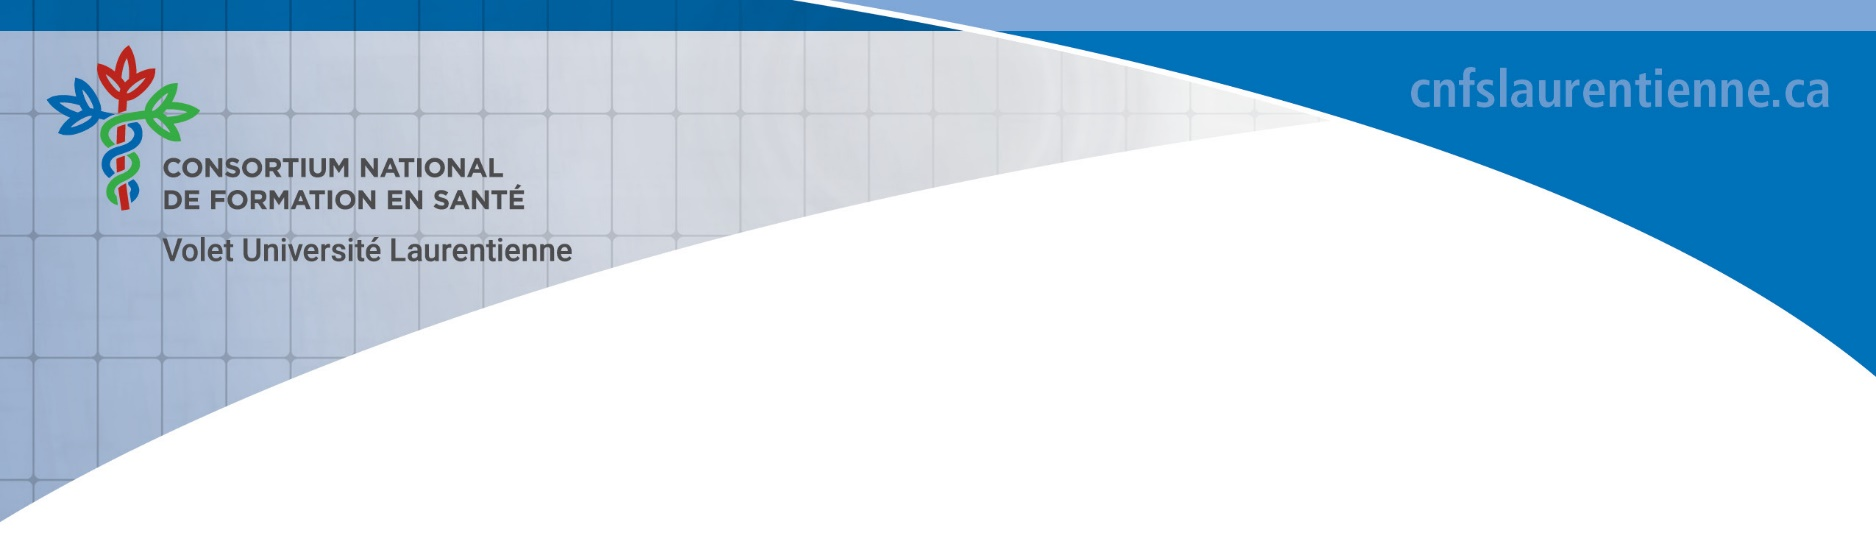 cnfslaurentienne.ca
CONSORTIUM NATIONAL
DE FORMATION EN SANTÉ
Volet Université Laurentienne